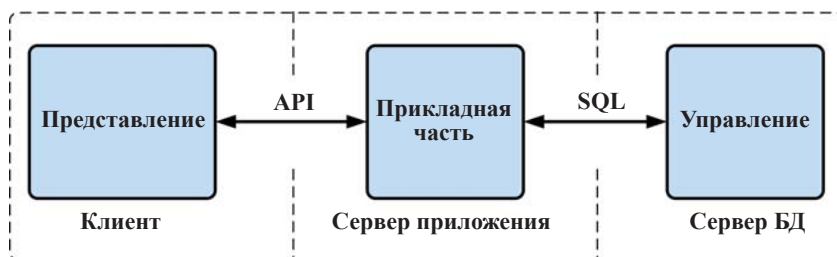 Представление
API
Прикладная
часть
SQL
Управление
Клиент
Сервер приложения
Сервер БД